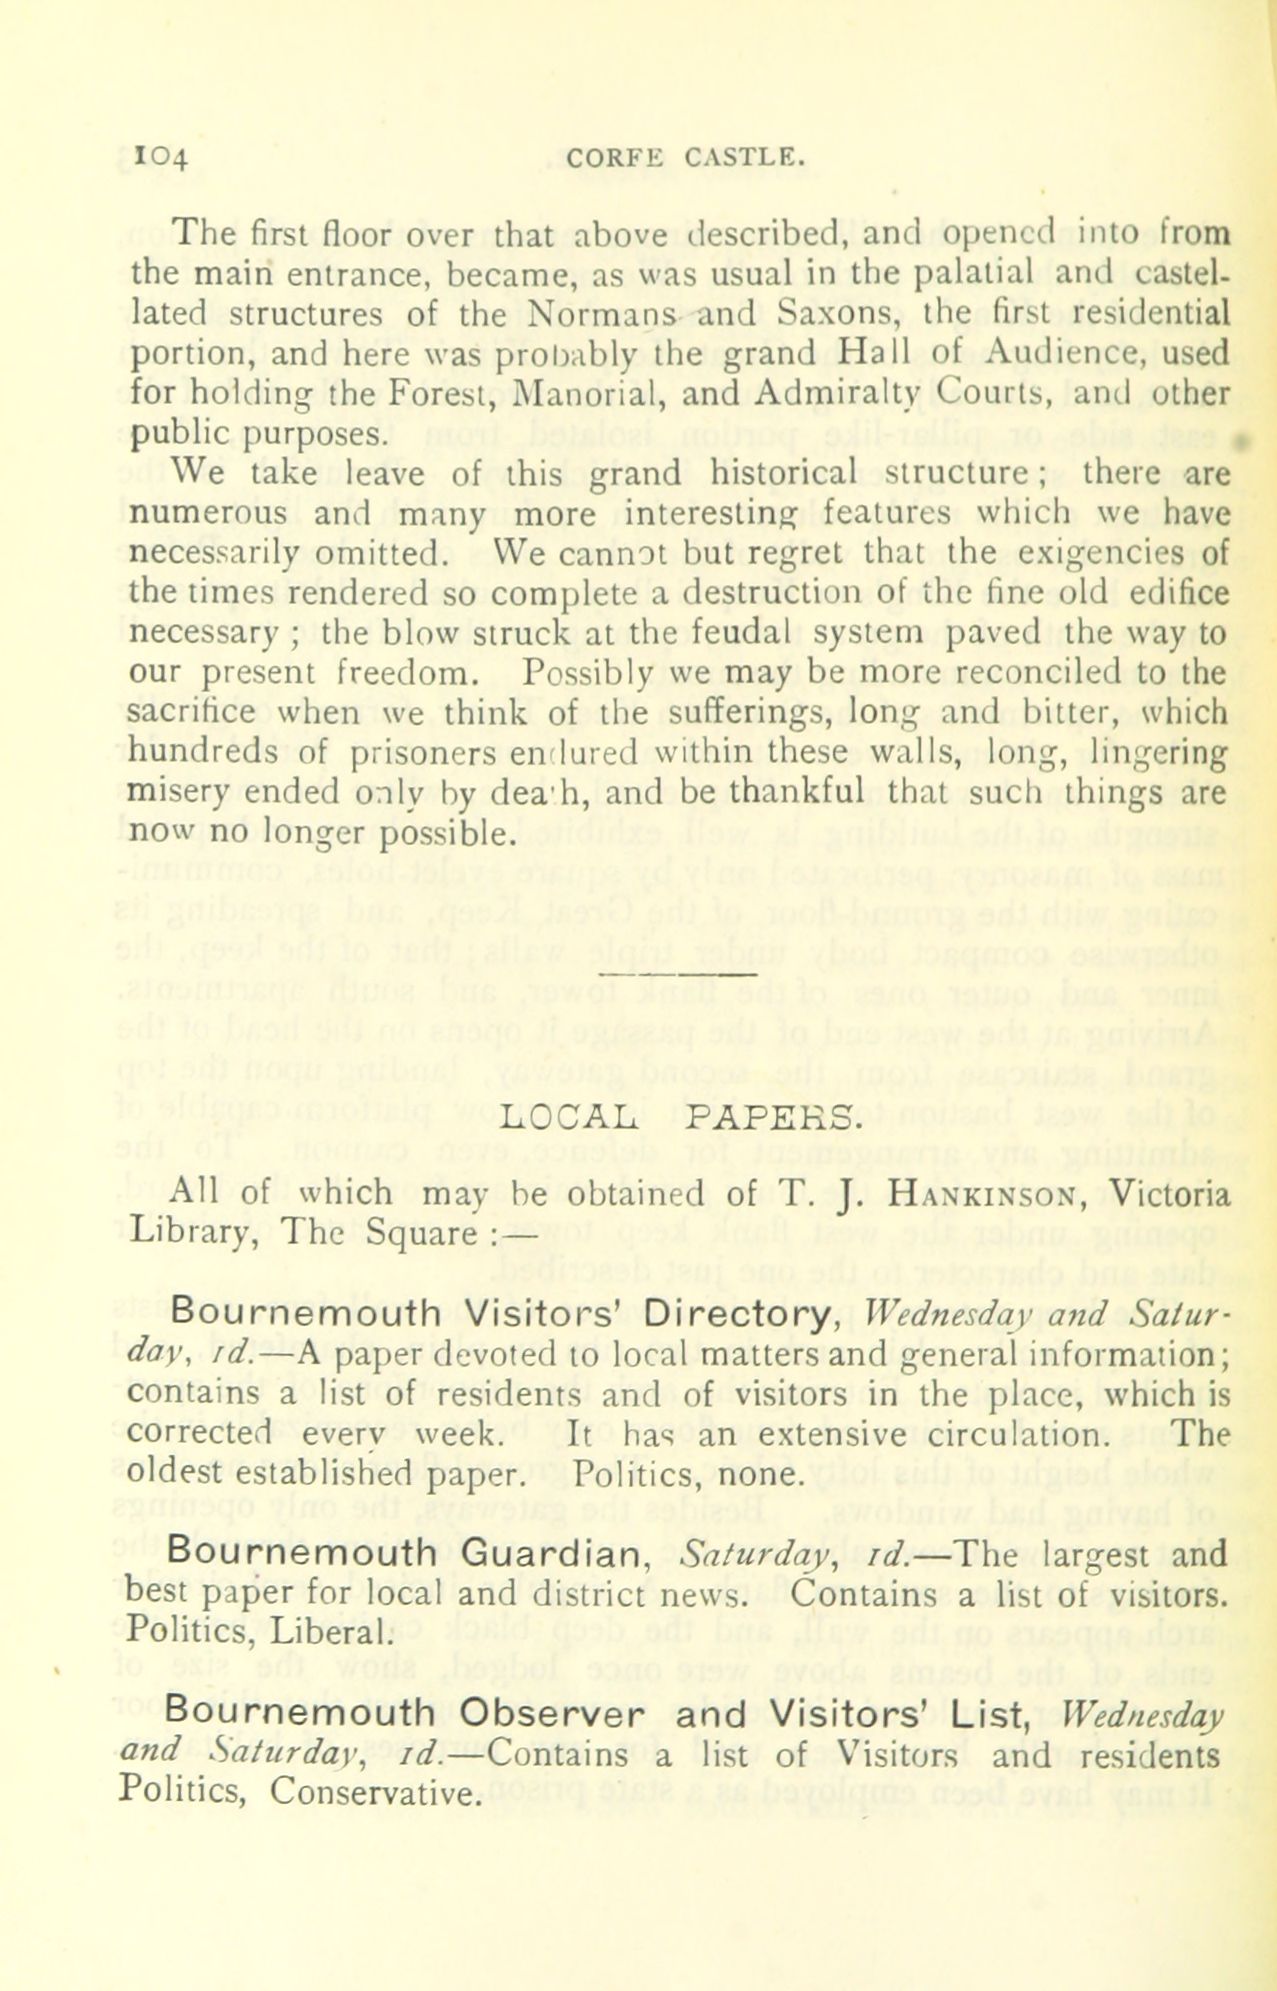 104 CORFE CASTLE.
The first floor over that above described, and opened into from
the main entrance, became, as was usual in the palatial and castel-
lated structures of the Normans and Saxons, the first residential
portion, and here was probably the grand Hall of Audience, used
for holding the Forest, Manorial, and Admiralty Courts, and other
public purposes.
We take leave of this grand historical structure; there are
numerous and many more interesting features which we have
necessarily omitted. We cannot but regret that the exigencies of
the times rendered so complete a destruction of the fine old edifice
necessary; the blow struck at the feudal system paved the way to
our present freedom. Possibly we may be more reconciled to the
sacrifice when we think of the sufferings, long and bitter, which
hundreds of prisoners endured within these walls, long, lingering
misery ended only by death, and be thankful that such things are
now no longer possible.
LOCAL PAPERS.
All of which may be obtained of T. J. HANKINSON, Victoria
Library, The Square :—
Bournemouth Visitors' Directory, Wednesday and Satur-
day, 1d.—A paper devoted to local matters and general information;
contains a list of residents and of visitors in the place, which is
corrected every week. It has an extensive circulation. The
oldest established paper. Politics, none.
Bournemouth Guardian, Saturday, 1d.—The largest and
best paper for local and district news. Contains a list of visitors.
Politics, Liberal.
Bournemouth Observer and Visitors' List, Wednesday
and Saturday, 1d.—Contains a list of Visitors and residents
Politics, Conservative.